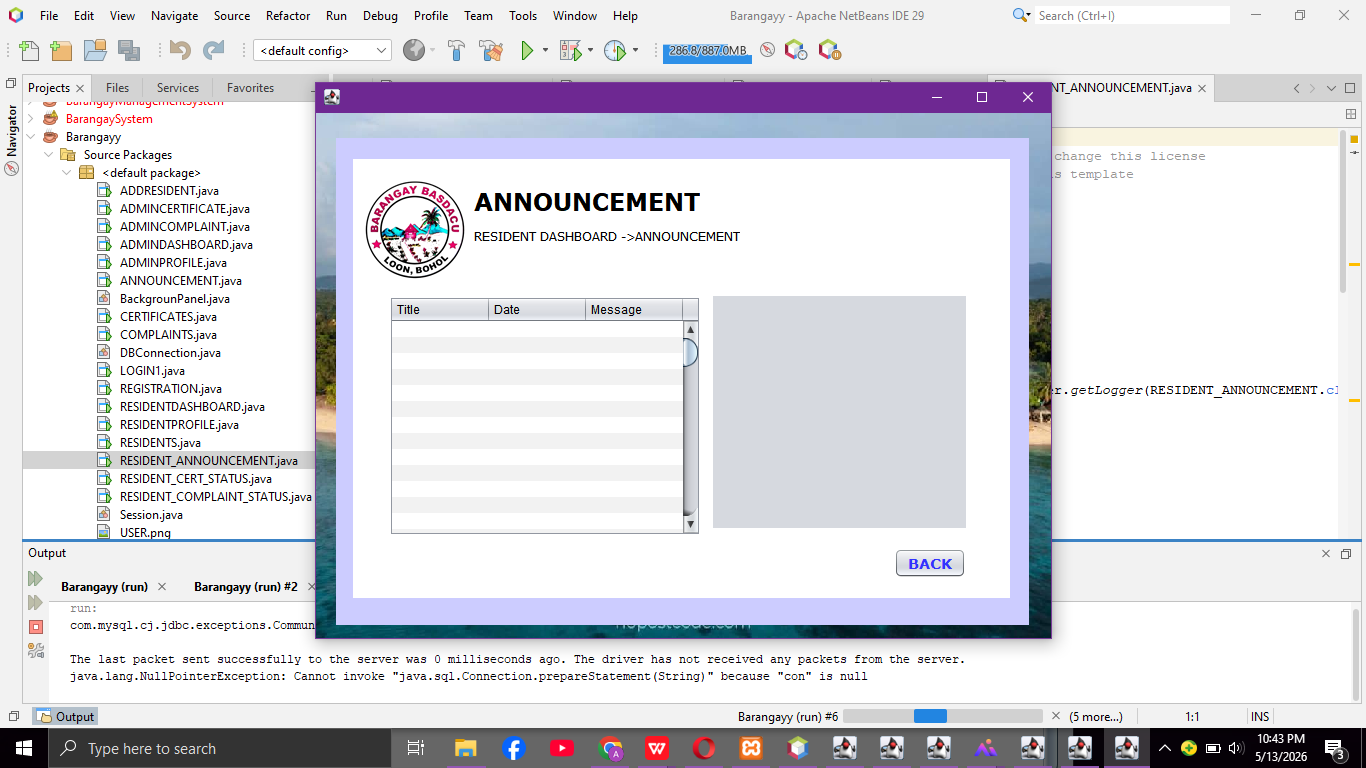 File Edit View Navigate Source Refactor Run Debug Profile Team Tools Window Help Barangayy - Apache NetBeans IDE 29 Search (Ctrl+I)
<default config> 286.8/887.0MB
Projects Files Services Favorites NT_ANNOUNCEMENT.java
Navigator
BarangayManagementSystem
BarangaySystem
Barangayy
Source Packages
<default package>
ADDRESIDENT.java
ADMINCERTIFICATE.java
ADMINCOMPLAINT.java
ADMINDASHBOARD.java
ADMINPROFILE.java
ANNOUNCEMENT.java
BackgrounPanel.java
CERTIFICATES.java
COMPLAINTS.java
DBConnection.java
LOGIN1.java
REGISTRATION.java
RESIDENTDASHBOARD.java
RESIDENTPROFILE.java
RESIDENTS.java
RESIDENT_ANNOUNCEMENT.java
RESIDENT_CERT_STATUS.java
RESIDENT_COMPLAINT_STATUS.java
Session.java
USER.png
change this license
s template
er.getLogger(RESIDENT_ANNOUNCEMENT.cl
BARANGAY BASDACU
LOON, BOHOL
ANNOUNCEMENT
RESIDENT DASHBOARD ->ANNOUNCEMENT
Title Date Message
BACK
Output
Barangayy (run) Barangayy (run) #2
run:
com.mysql.cj.jdbc.exceptions.Commun
The last packet sent successfully to the server was 0 milliseconds ago. The driver has not received any packets from the server.
java.lang.NullPointerException: Cannot invoke "java.sql.Connection.prepareStatement(String)" because "con" is null
Output Barangayy (run) #6 (5 more...) 1:1 INS
Type here to search
10:43 PM
5/13/2026
3